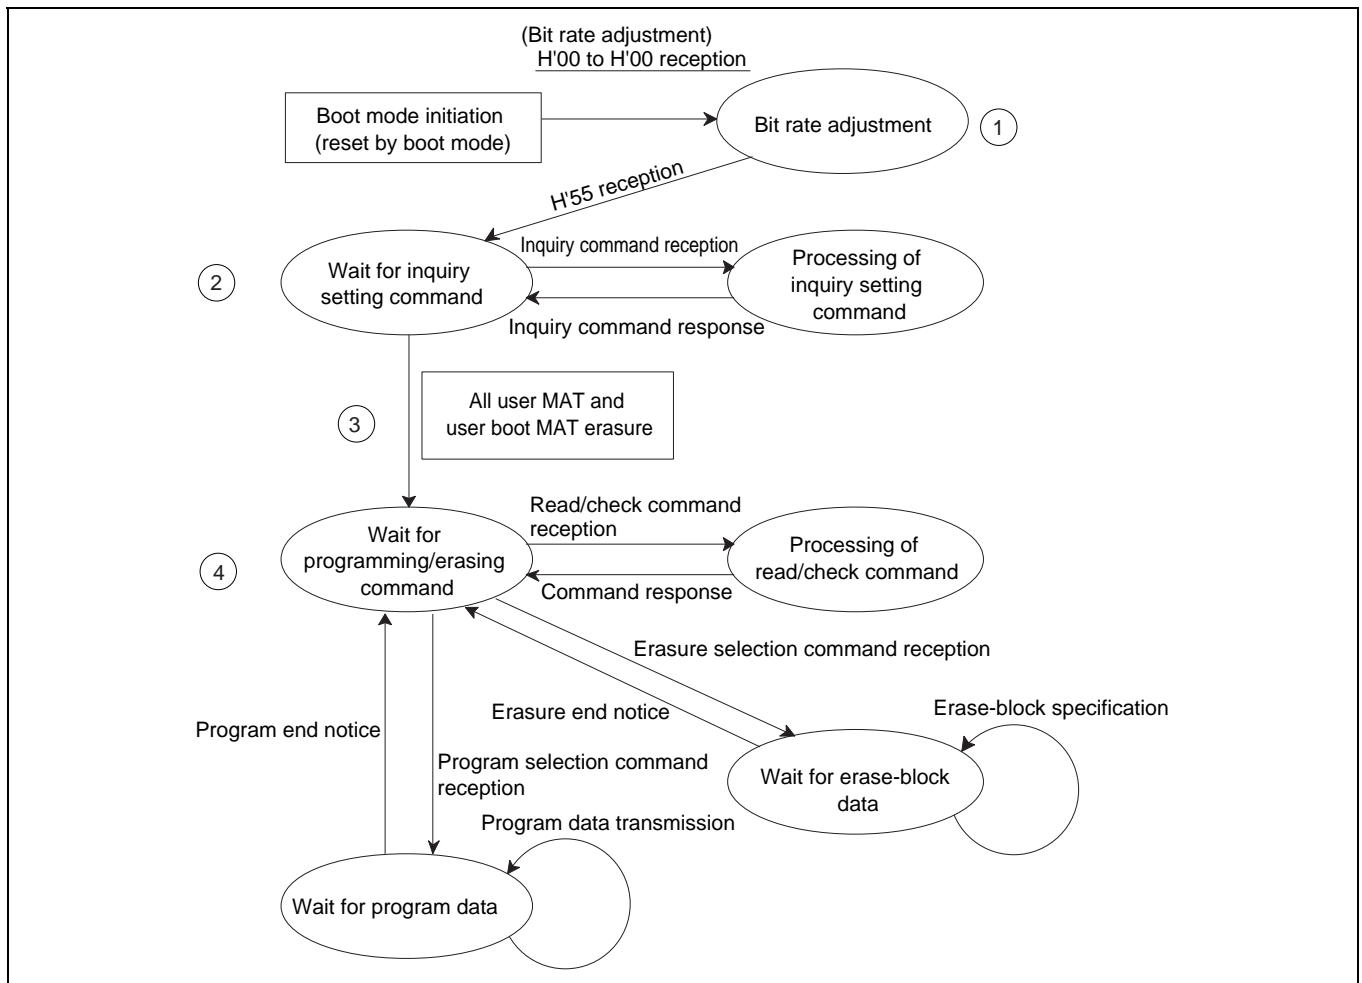 (Bit rate adjustment)
H'00 to H'00 reception
Boot mode initiation
(reset by boot mode)
Bit rate adjustment
1
H'55 reception
2
Wait for inquiry
setting command
Inquiry command reception
Inquiry command response
Processing of
inquiry setting
command
3
All user MAT and
user boot MAT erasure
4
Wait for
programming/erasing
command
Read/check command
reception
Command response
Processing of
read/check command
Erasure selection command reception
Erasure end notice
Program end notice
Program selection command
reception
Erase-block specification
Wait for erase-block
data
Program data transmission
Wait for program data